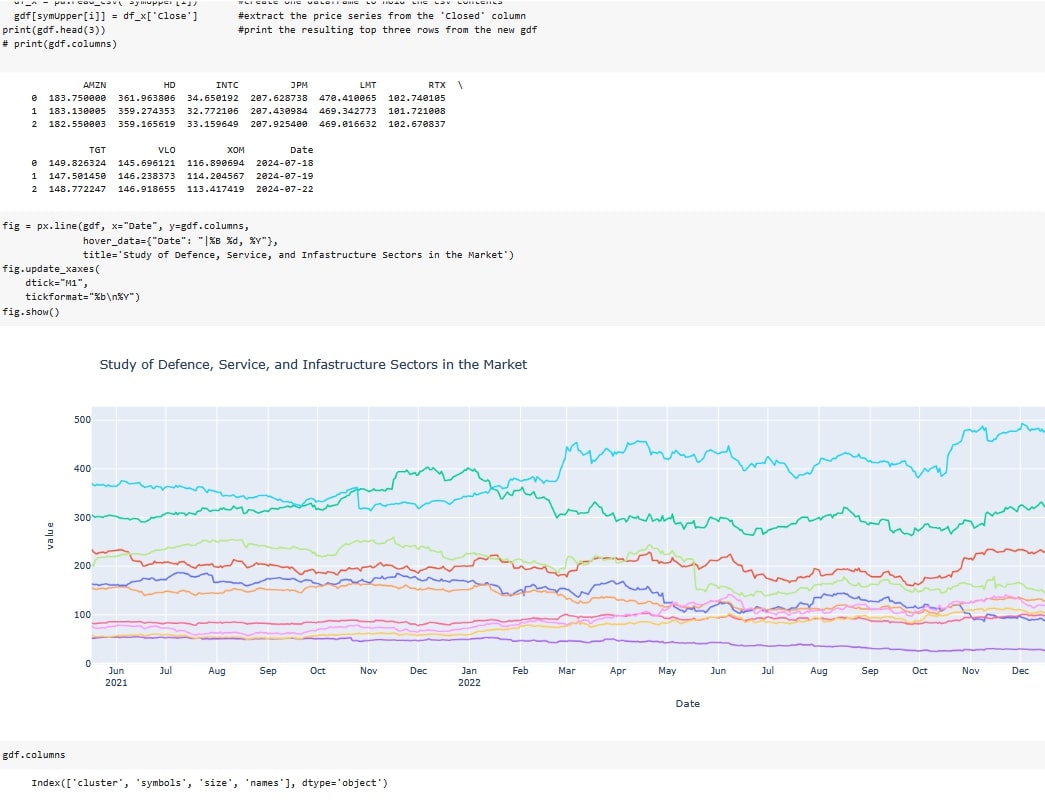 gdf[symUpper[i]] = df_x['Close'] #extract the price series from the 'Closed' column
print(gdf.head(3)) #print the resulting top three rows from the new gdf
# print(gdf.columns)
AMZN HD INTC JPM LMT RTX \
0 183.750000 361.963806 34.650192 207.628738 470.410065 102.740105
1 183.130005 359.274353 32.772106 207.430984 469.342773 101.721008
2 182.550003 359.165619 33.159649 207.925400 469.016632 102.670837
TGT VLO XOM Date
0 149.826324 145.696121 116.890694 2024-07-18
1 147.501450 146.238373 114.204567 2024-07-19
2 148.772247 146.918655 113.417419 2024-07-22
fig = px.line(gdf, x="Date", y=gdf.columns,
hover_data={"Date": "|%B %d, %Y"},
title='Study of Defence, Service, and Infastructure Sectors in the Market')
fig.update_xaxes(
dtick="M1",
tickformat="%b\n%Y")
fig.show()
Study of Defence, Service, and Infastructure Sectors in the Market
500
400
300
200
100
0
value
Jun Jul Aug Sep Oct Nov Dec Jan Feb Mar Apr May Jun Jul Aug Sep Oct Nov Dec
2021 2022
Date
gdf.columns
Index(['cluster', 'symbols', 'size', 'names'], dtype='object')